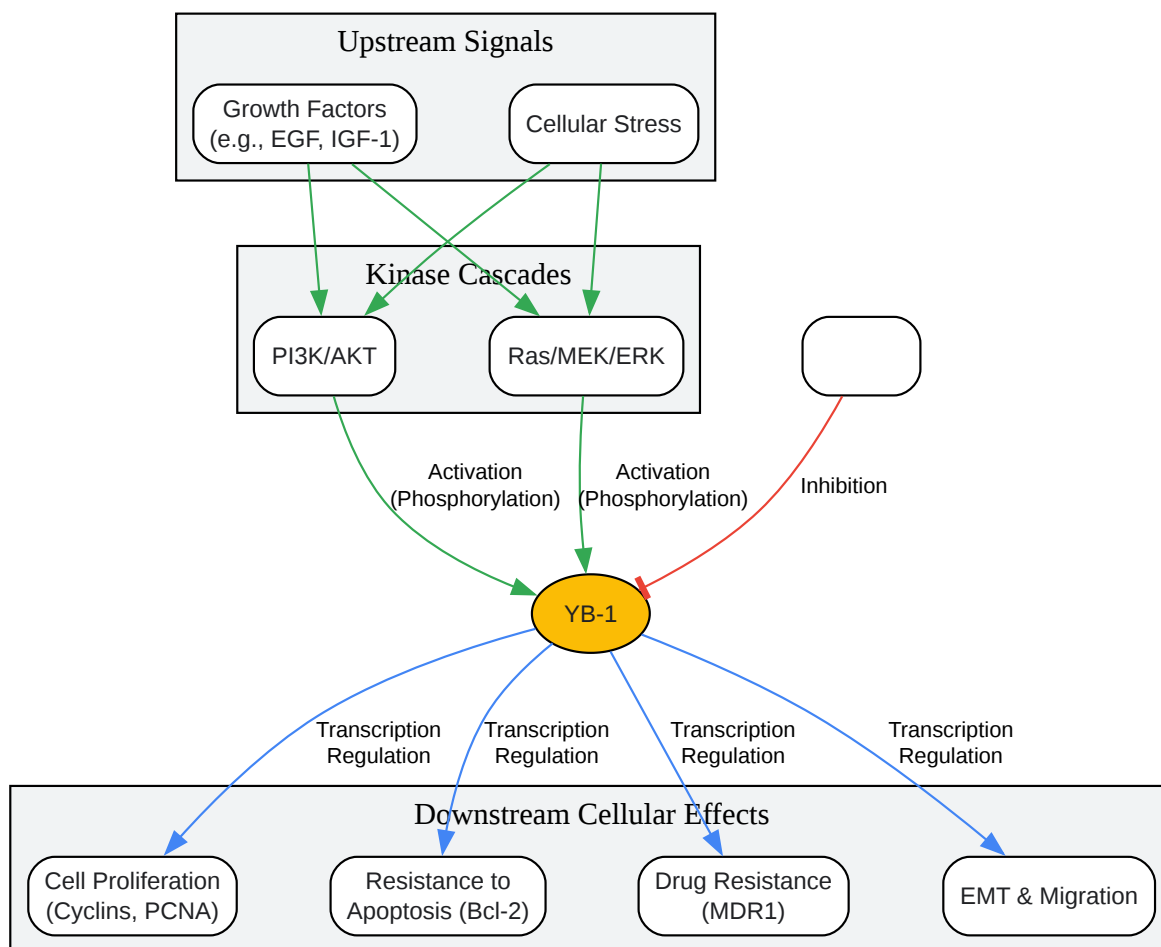 Upstream Signals
Growth Factors
(e.g., EGF, IGF-1)
Cellular Stress
Kinase Cascades
PI3K/AKT
Ras/MEK/ERK
Activation
(Phosphorylation)
Activation
(Phosphorylation)
Inhibition
YB-1
Transcription
Regulation
Transcription
Regulation
Transcription
Regulation
Transcription
Regulation
Downstream Cellular Effects
Cell Proliferation
(Cyclins, PCNA)
Resistance to
Apoptosis (Bcl-2)
Drug Resistance
(MDR1)
EMT & Migration